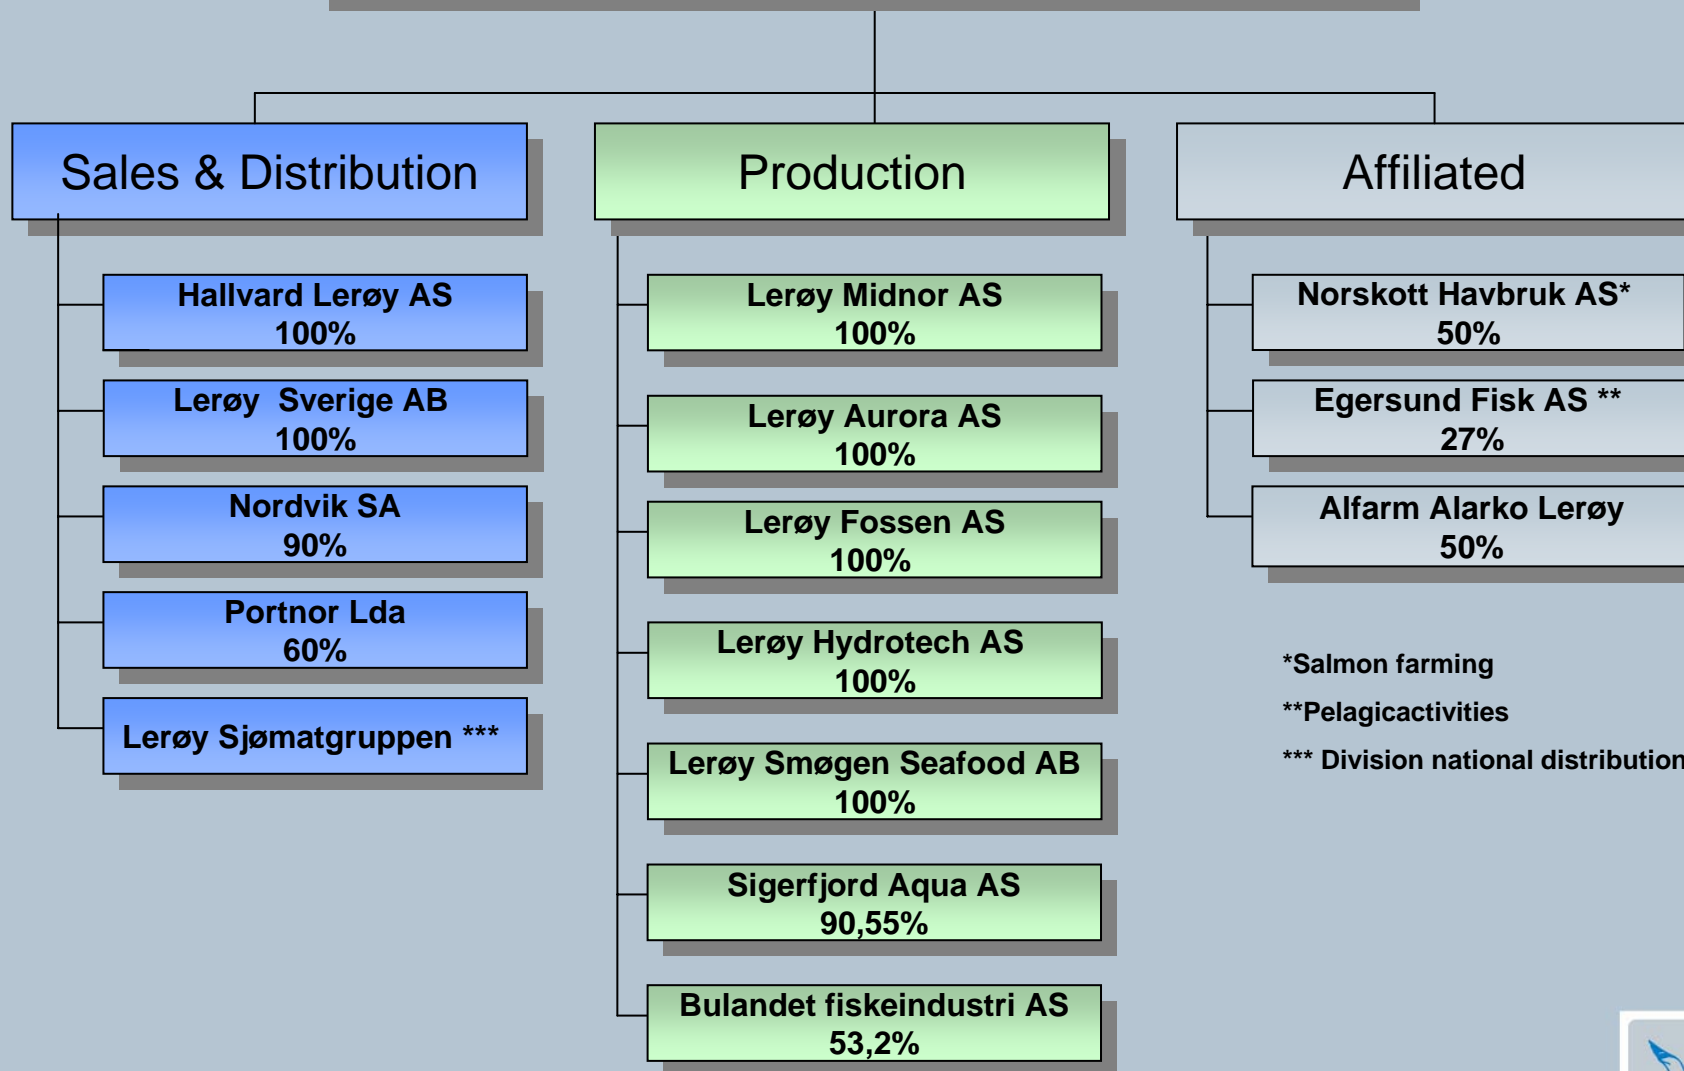 Sales & Distribution
Hallvard Lerøy AS
100%
Lerøy  Sverige AB
100%
Nordvik SA
90%
Portnor Lda
60%
Lerøy Sjømatgruppen ***
Production
Lerøy Midnor AS
100%
Lerøy Aurora AS
100%
Lerøy Fossen AS
100%
Lerøy Hydrotech AS
100%
Lerøy Smøgen Seafood AB
100%
Sigerfjord Aqua AS
90,55%
Bulandet fiskeindustri AS
53,2%
Affiliated
Norskott Havbruk AS*
50%
Egersund Fisk AS **
27%
Alfarm Alarko Lerøy
50%
*Salmon farming
**Pelagicactivities
*** Division national distribution